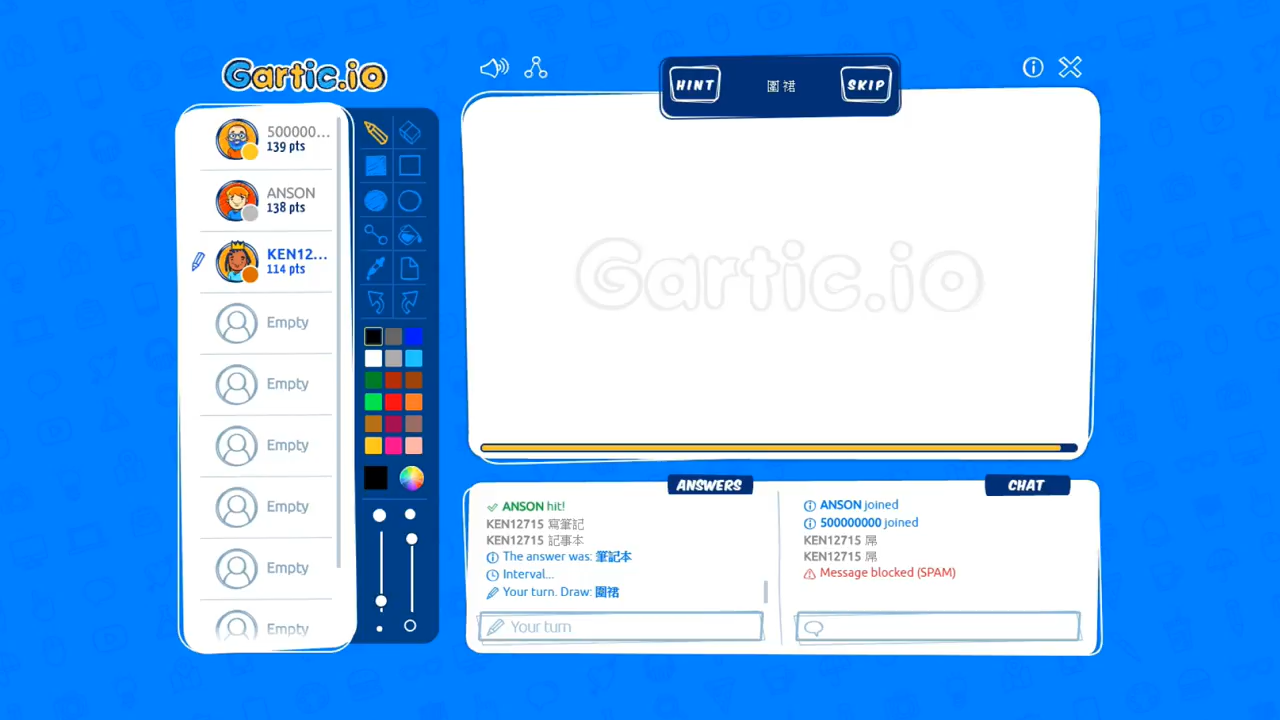 Gartic.io
HINT
圍裙
SKIP
500000...
139 pts
ANSON
138 pts
KEN12...
114 pts
Empty
Empty
Empty
Empty
Empty
Empty
Gartic.io
ANSWERS
ANSON hit!
KEN12715 寫筆記
KEN12715 記事本
The answer was: 筆記本
Interval...
Your turn. Draw: 圍裙
Your turn
CHAT
ANSON joined
500000000 joined
KEN12715 屌
KEN12715 屌
Message blocked (SPAM)